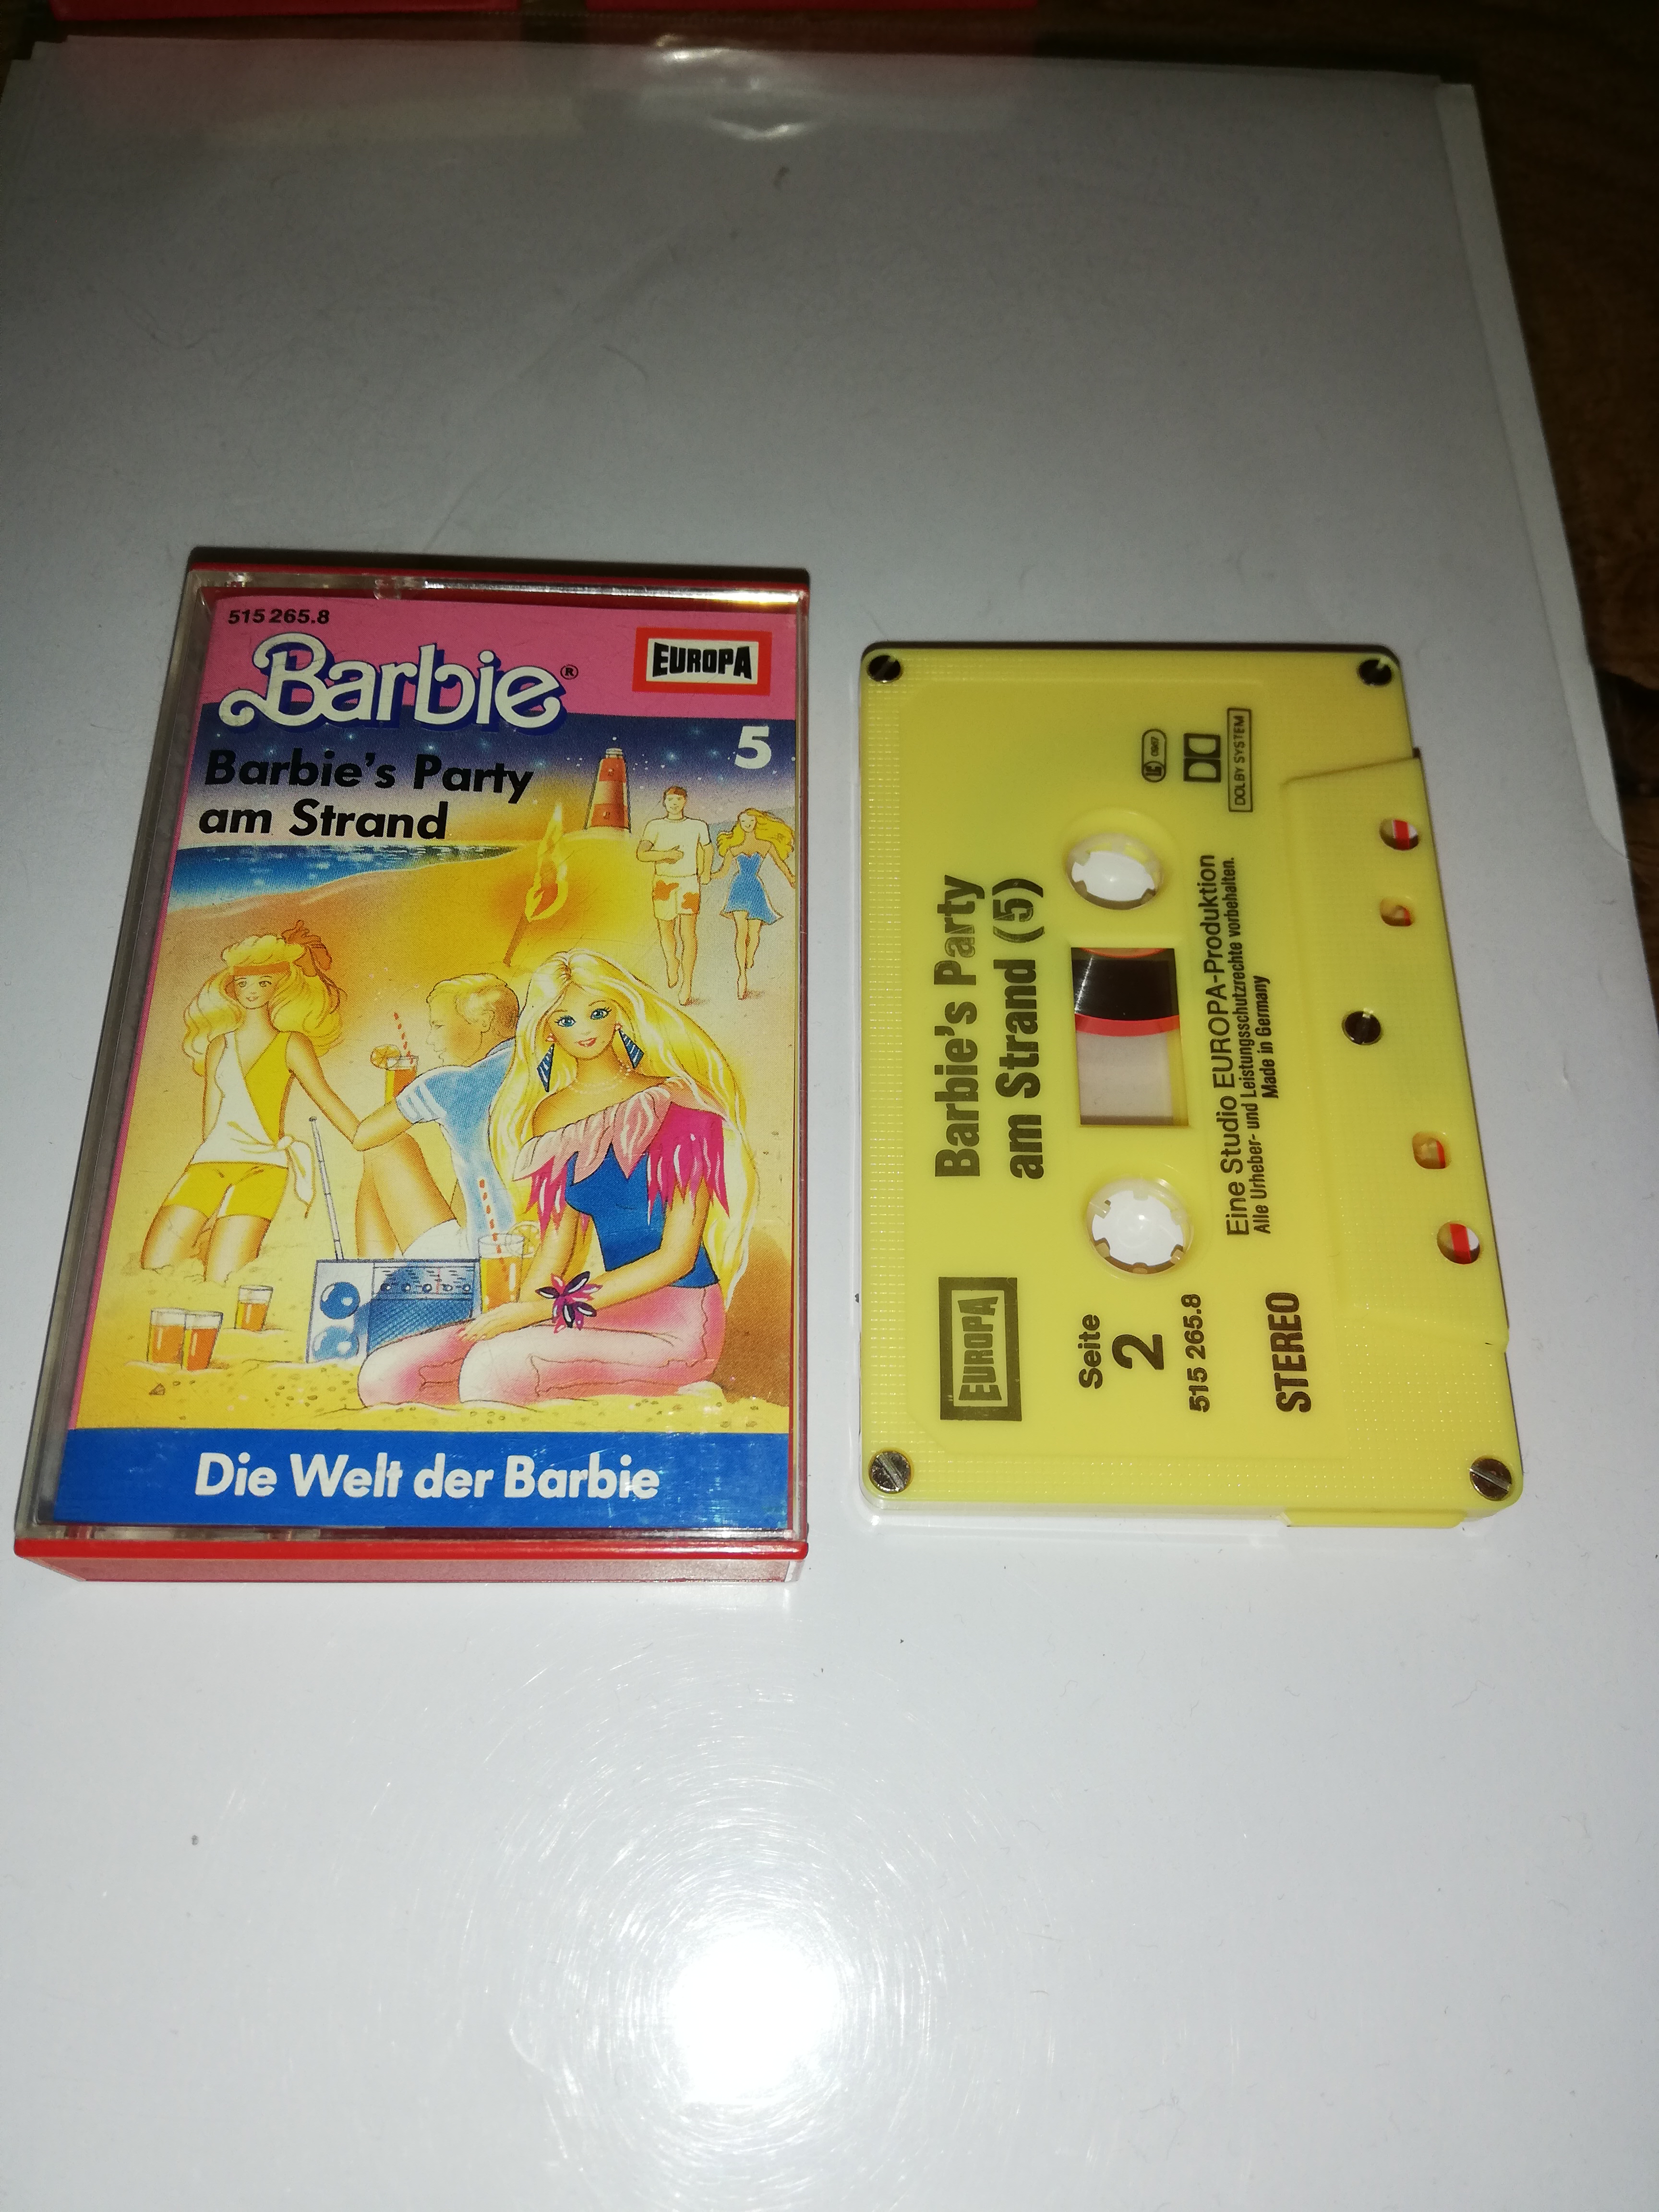 515 265.8
Barbie®
EUROPA
5
Barbie's Party
am Strand
Die Welt der Barbie
Barbie's Party
am Strand (5)
EUROPA
Seite
2
515 265.8
STEREO
Eine Studio EUROPA-Produktion
Alle Urheber- und Leistungsschutzrechte vorbehalten.
Made in Germany
LC
DOLBY SYSTEM